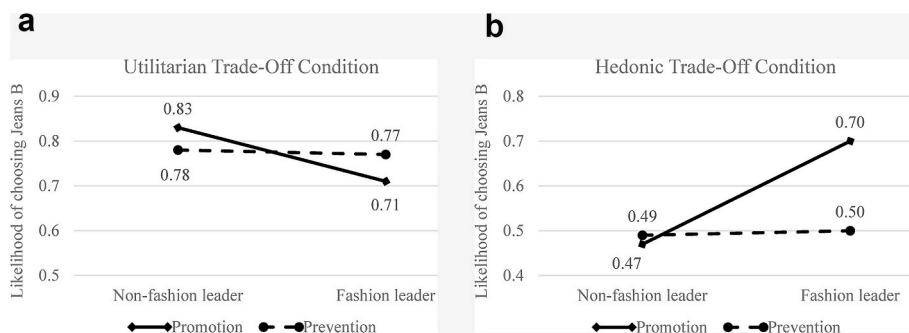 a
Utilitarian Trade-Off Condition
Likelihood of choosing Jeans B
0.9
0.8
0.7
0.6
0.5
0.83
0.77
0.78
0.71
Non-fashion leader Fashion leader
Promotion Prevention
b
Hedonic Trade-Off Condition
Likelihood of choosing Jeans B
0.8
0.7
0.6
0.5
0.4
0.70
0.49
0.50
0.47
Non-fashion leader Fashion leader
Promotion Prevention